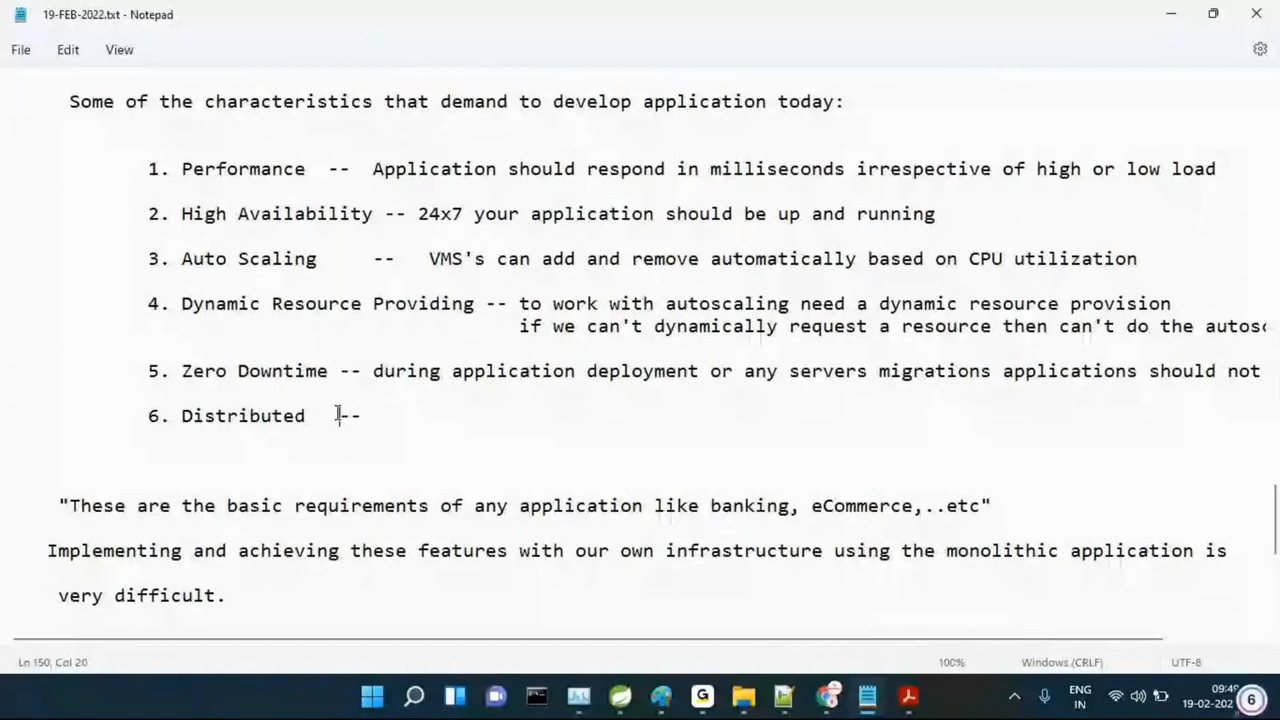 19-FEB-2022.txt - Notepad
File Edit View
Some of the characteristics that demand to develop application today:
1. Performance -- Application should respond in milliseconds irrespective of high or low load
2. High Availability -- 24x7 your application should be up and running
3. Auto Scaling -- VMS's can add and remove automatically based on CPU utilization
4. Dynamic Resource Providing -- to work with autoscaling need a dynamic resource provision
if we can't dynamically request a resource then can't do the
5. Zero Downtime -- during application deployment or any servers migrations applications should not
6. Distributed --
"These are the basic requirements of any application like banking, eCommerce,..etc"
Implementing and achieving these features with our own infrastructure using the monolithic application is
very difficult.
Ln 150, Col 20 100% Windows (CRLF) UTF-8
ENG
IN
6